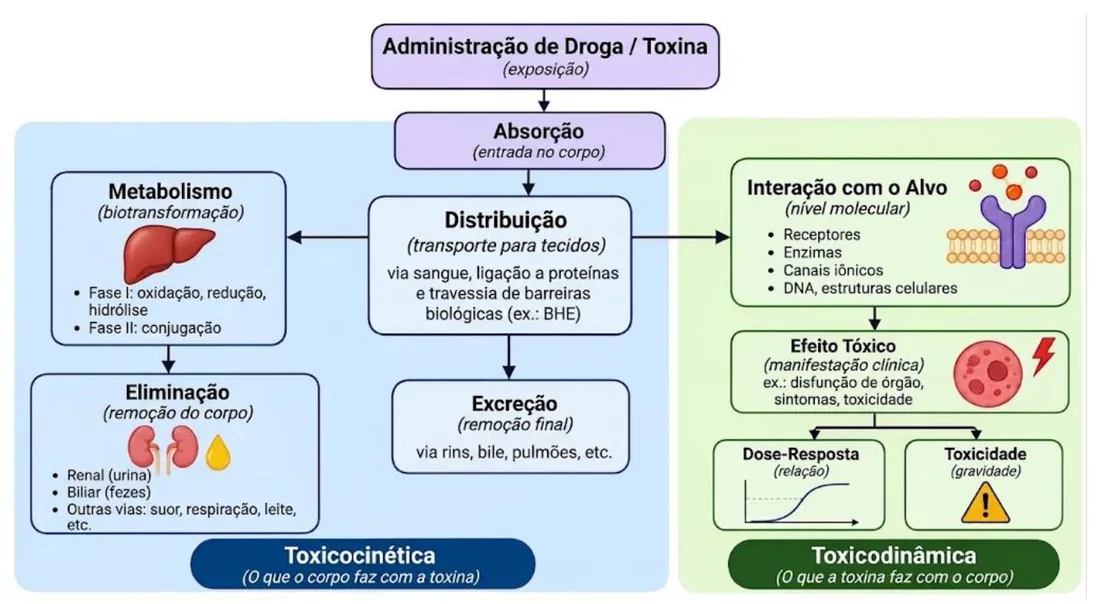 Administração de Droga / Toxina
(exposição)
Absorção
(entrada no corpo)
Metabolismo
(biotransformação)
• Fase I: oxidação, redução,
hidrólise
• Fase II: conjugação
Eliminação
(remoção do corpo)
• Renal (urina)
• Biliar (fezes)
• Outras vias: suor, respiração, leite,
etc.
Distribuição
(transporte para tecidos)
via sangue, ligação a proteínas
e travessia de barreiras
biológicas (ex.: BHE)
Excreção
(remoção final)
via rins, bile, pulmões, etc.
Toxicocinética
(O que o corpo faz com a toxina)
Interação com o Alvo
(nível molecular)
• Receptores
• Enzimas
• Canais iônicos
• DNA, estruturas celulares
Efeito Tóxico
(manifestação clínica)
ex.: disfunção de órgão,
sintomas, toxicidade
Dose-Resposta
(relação)
Toxicidade
(gravidade)
Toxicodinâmica
(O que a toxina faz com o corpo)